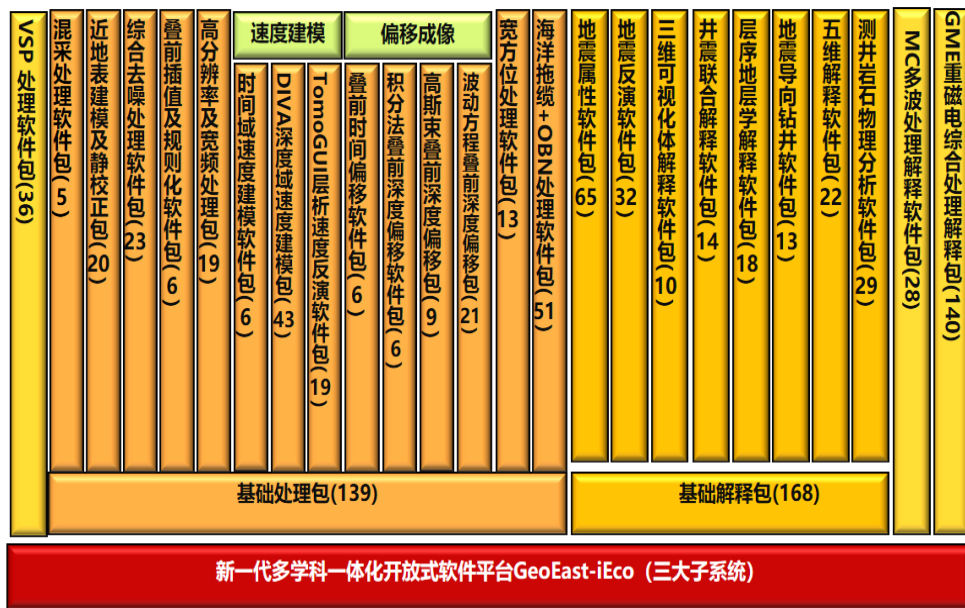 VSP 处理软件包(36)
混采处理软件包(5)
近地表建模及静校正包(20)
综合去噪处理软件包(23)
叠前插值及规则化软件包(6)
高分辨率及宽频处理包(19)
速度建模
时间域速度建模软件包(6)
DIVA深度域速度建模包(43)
TomoGUI层析速度反演软件包(19)
偏移成像
叠前时间偏移软件包(6)
积分法叠前深度偏移软件包(6)
高斯束叠前深度偏移包(9)
波动方程叠前深度偏移包(21)
宽方位处理软件包(13)
海洋拖缆+OBN处理软件包(51)
地震属性软件包(65)
地震反演软件包(32)
三维可视化体解释软件包(10)
井震联合解释软件包(14)
层序地层学解释软件包(18)
地震导向钻井软件包(13)
五维解释软件包(22)
测井岩石物理分析软件包(29)
MC多波处理解释软件包(28)
GME重磁电综合处理解释包(140)
基础处理包(139)
基础解释包(168)
新一代多学科一体化开放式软件平台GeoEast-iEco（三大子系统）